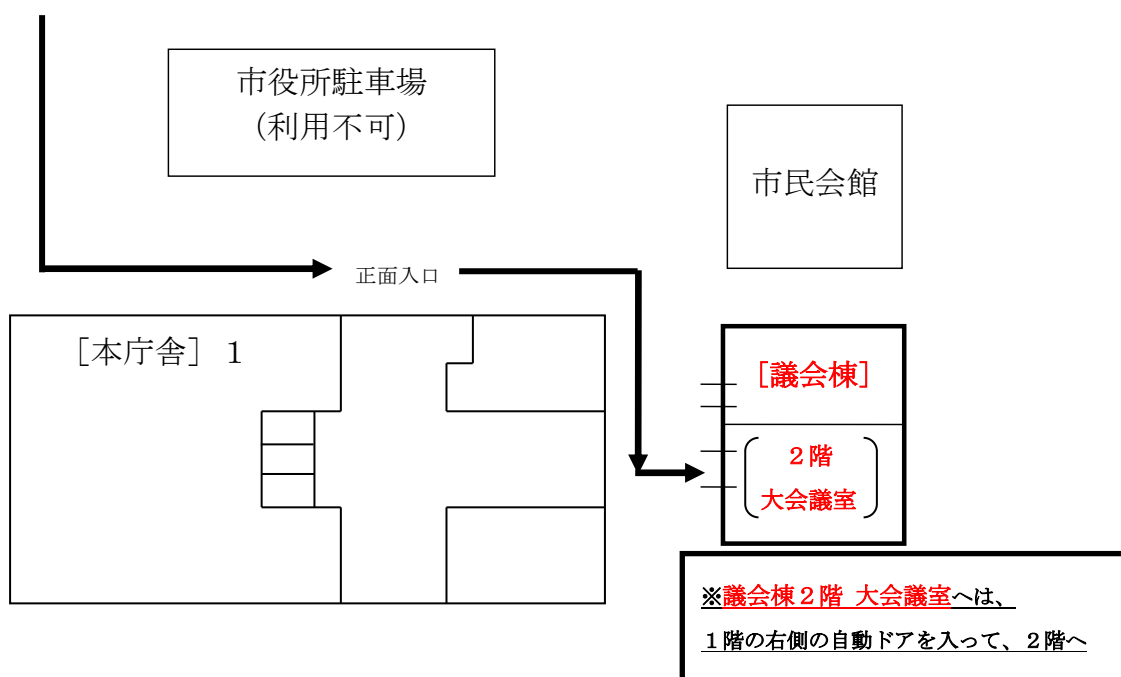 市役所駐車場
(利用不可)
市民会館
正面入口
［本庁舎］１
［議会棟］
２階
大会議室
※議会棟２階 大会議室へは、
１階の右側の自動ドアを入って、２階へ